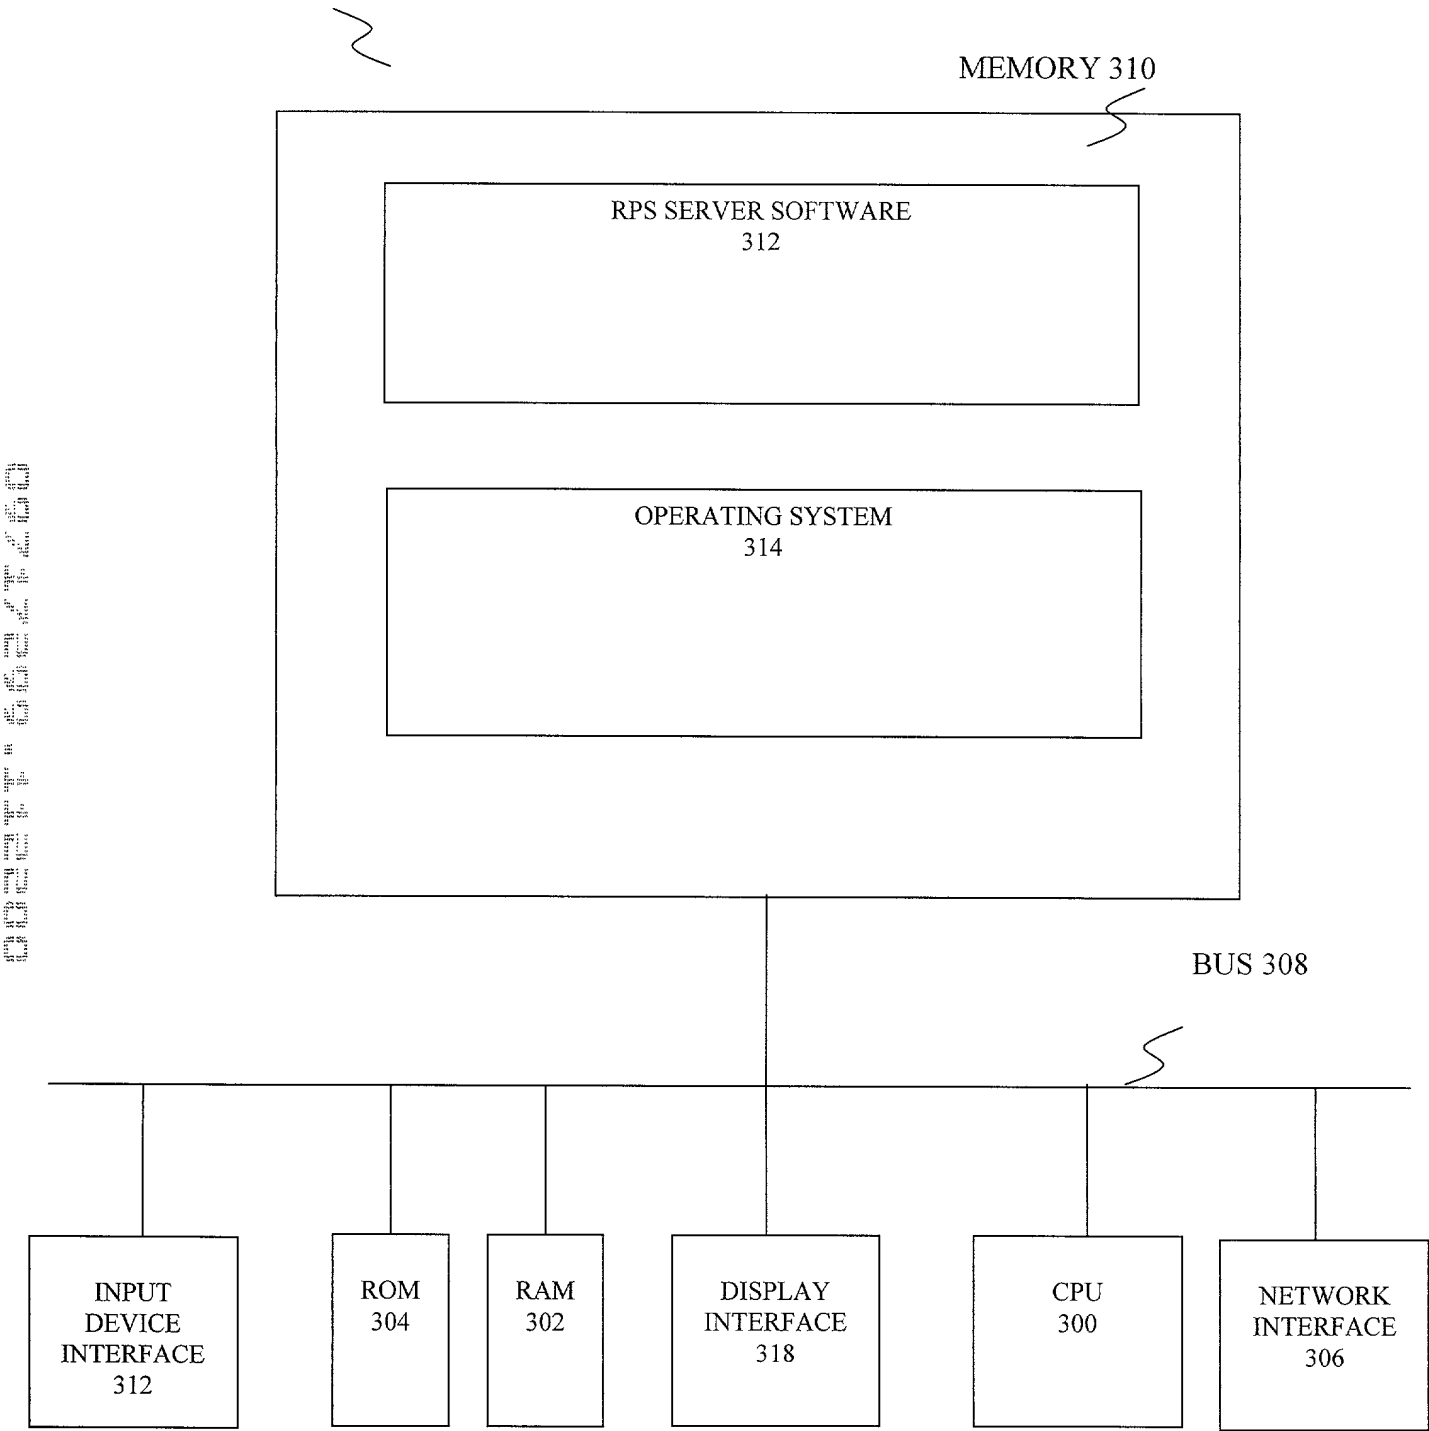 MEMORY 310
RPS SERVER SOFTWARE
312
OPERATING SYSTEM
314
BUS 308
INPUT
DEVICE
INTERFACE
312
ROM
304
RAM
302
DISPLAY
INTERFACE
318
CPU
300
NETWORK
INTERFACE
306